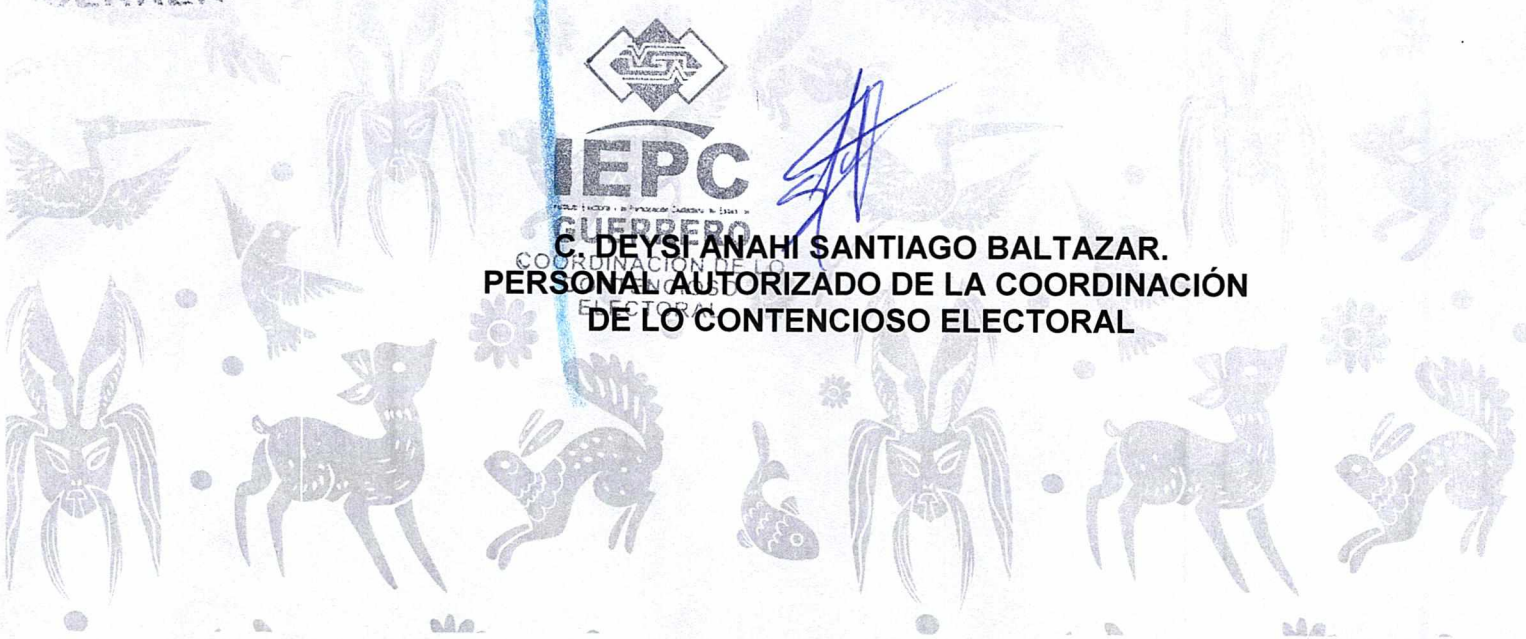 IEPC
GUERRERO
COORDINACIÓN DE LO
CONTENCIOSO
ELECTORAL
C. DEYSI ANAHI SANTIAGO BALTAZAR.
PERSONAL AUTORIZADO DE LA COORDINACIÓN
DE LO CONTENCIOSO ELECTORAL